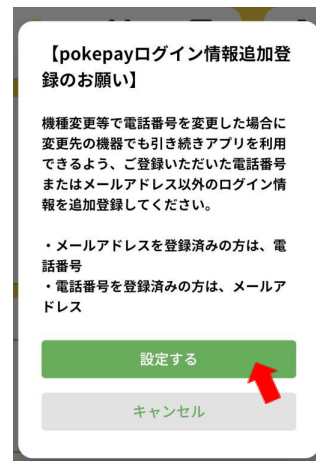 【pokepayログイン情報追加登
録のお願い】
機種変更等で電話番号を変更した場合に
変更先の機器でも引き続きアプリを利用
できるよう、ご登録いただいた電話番号
またはメールアドレス以外のログイン情
報を追加登録してください。
・メールアドレスを登録済みの方は、電
話番号
・電話番号を登録済みの方は、メールア
ドレス
設定する
キャンセル